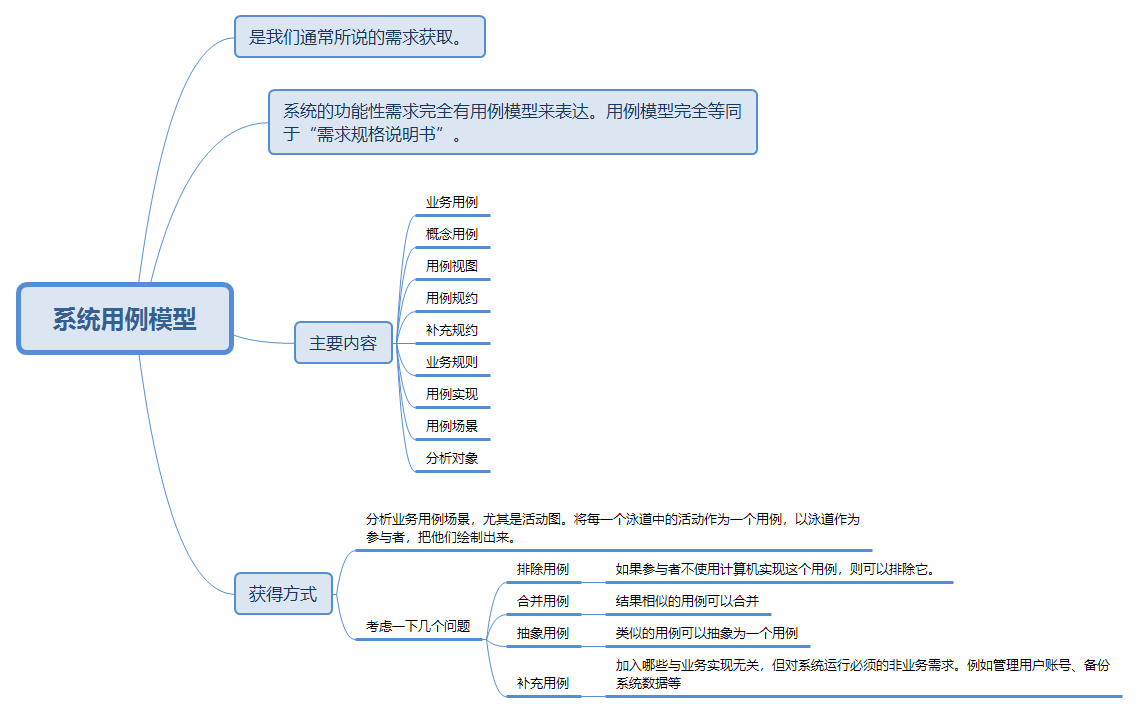 是我们通常所说的需求获取。
系统的功能性需求完全有用例模型来表达。用例模型完全等同
于“需求规格说明书”。
系统用例模型
主要内容
业务用例
概念用例
用例视图
用例规约
补充规约
业务规则
用例实现
用例场景
分析对象
获得方式
分析业务用例场景，尤其是活动图。将每一个泳道中的活动作为一个用例，以泳道作为
参与者，把他们绘制出来。
考虑一下几个问题
排除用例
如果参与者不使用计算机实现这个用例，则可以排除它。
合并用例
结果相似的用例可以合并
抽象用例
类似的用例可以抽象为一个用例
补充用例
加入哪些与业务实现无关，但对系统运行必须的非业务需求。例如管理用户账号、备份
系统数据等